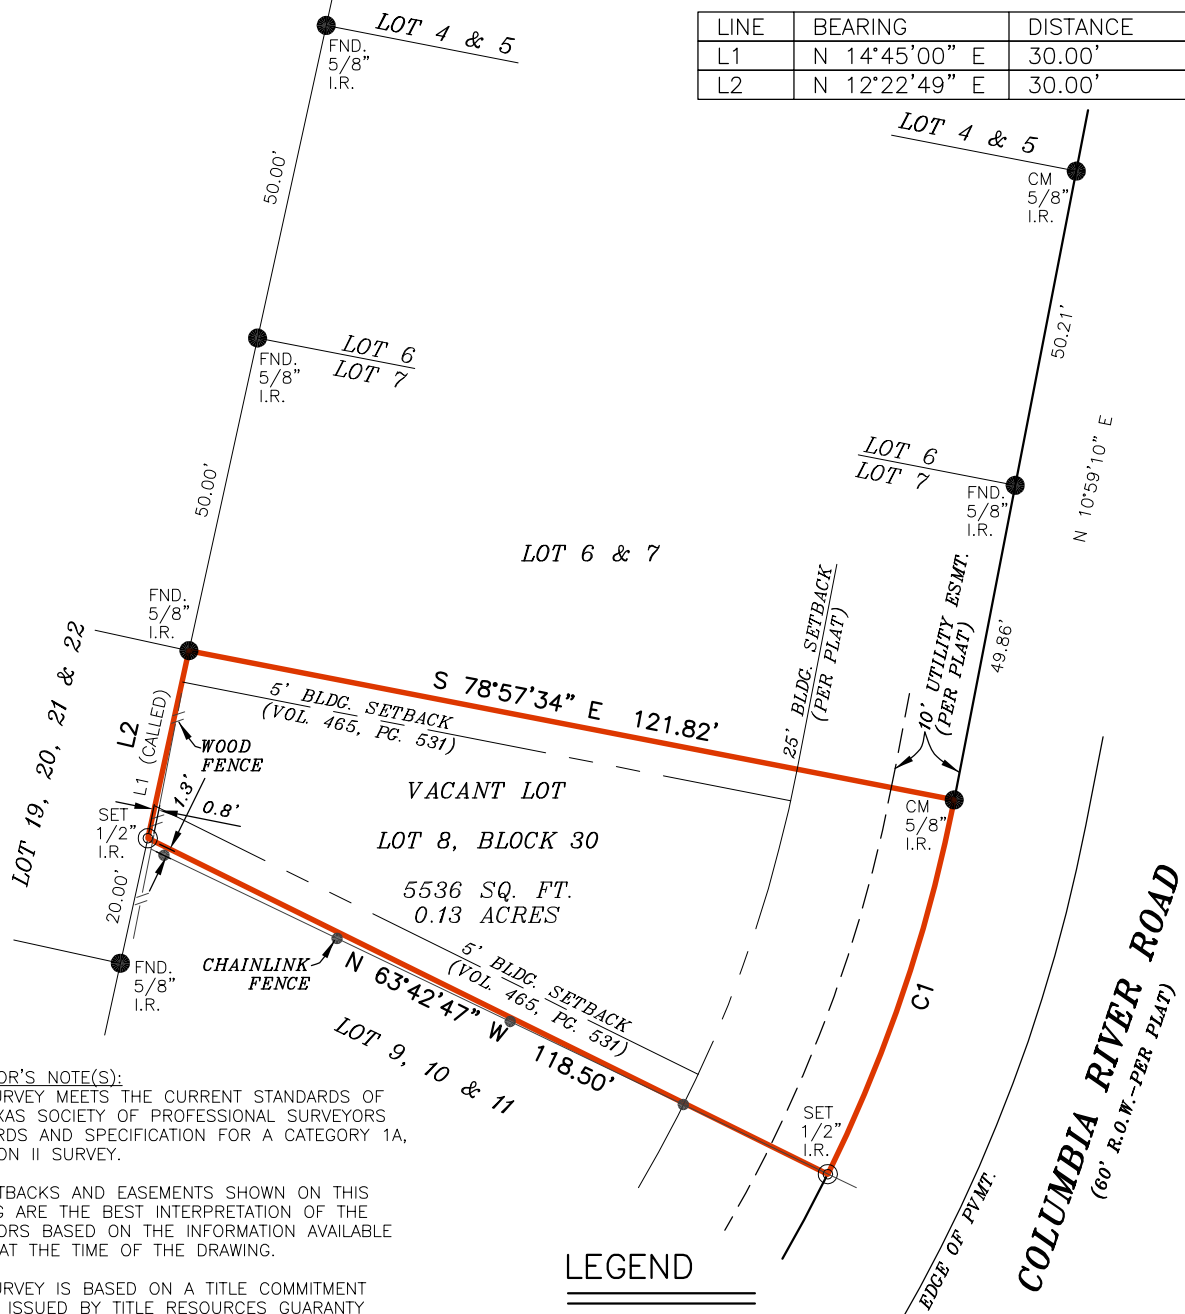 LINE BEARING DISTANCE
L1 N 14°45'00" E 30.00'
L2 N 12°22'49" E 30.00'
LOT 4 & 5
FND.
5/8"
I.R.
LOT 4 & 5
CM
5/8"
I.R.
50.00'
50.21'
LOT 6
LOT 7
FND.
5/8"
I.R.
N 10°59'10" E
LOT 6
LOT 7
FND.
5/8"
I.R.
50.00'
LOT 6 & 7
25' BLDG. SETBACK
(PER PLAT)
10' UTILITY ESMT.
(PER PLAT)
49.86'
FND.
5/8"
I.R.
LOT 19, 20, 21 & 22
S 78°57'34" E 121.82'
5' BLDG. SETBACK
(VOL. 465, PG. 531)
L2
L1 (CALLED)
WOOD
FENCE
1.3'
0.8'
VACANT LOT
LOT 8, BLOCK 30
5536 SQ. FT.
0.13 ACRES
SET
1/2"
I.R.
CM
5/8"
I.R.
20.00'
FND.
5/8"
I.R.
CHAINLINK
FENCE
5' BLDG. SETBACK
(VOL. 465, PG. 531)
N 63°42'47" W 118.50'
C1
LOT 9, 10 & 11
SET
1/2"
I.R.
COLUMBIA RIVER ROAD
(60' R.O.W.-PER PLAT)
EDGE OF PVMT.
OR'S NOTE(S):
URVEY MEETS THE CURRENT STANDARDS OF
XAS SOCIETY OF PROFESSIONAL SURVEYORS
RDS AND SPECIFICATION FOR A CATEGORY 1A,
ON II SURVEY.
TBACKS AND EASEMENTS SHOWN ON THIS
G ARE THE BEST INTERPRETATION OF THE
ORS BASED ON THE INFORMATION AVAILABLE
AT THE TIME OF THE DRAWING.
URVEY IS BASED ON A TITLE COMMITMENT
ISSUED BY TITLE RESOURCES GUARANTY
LEGEND